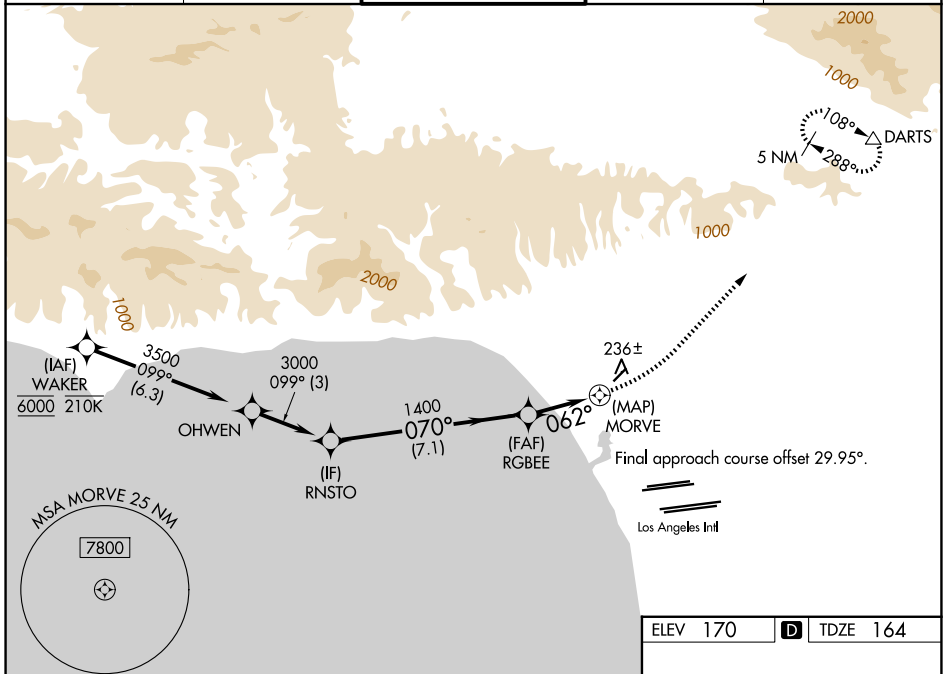 2000
1000
108°
DARTS
5 NM
288°
1000
2000
1000
(IAF)
WAKER
6000 210K
3500
099°
(6.3)
OHWEN
3000
099° (3)
(IF)
RNSTO
1400
070°
(7.1)
(FAF)
RGBEE
062°
236±
(MAP)
MORVE
Final approach course offset 29.95°.
Los Angeles Intl
MSA MORVE 25 NM
7800
ELEV 170 D TDZE 164